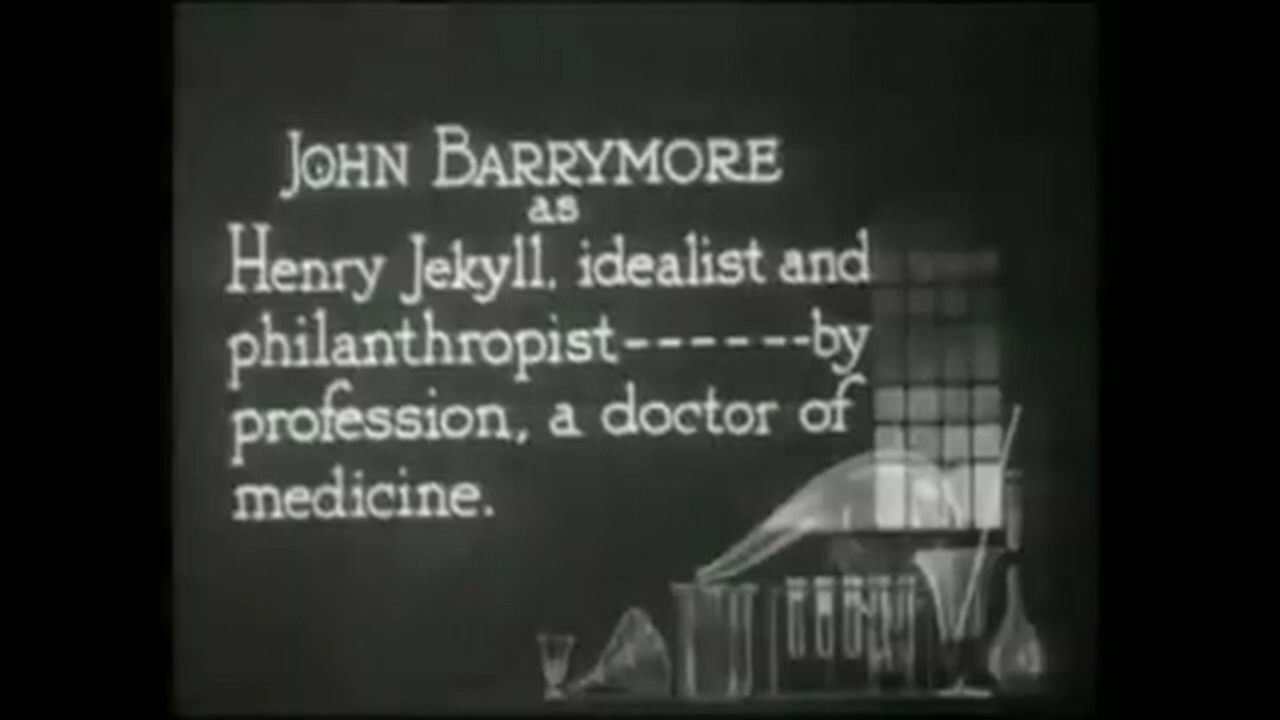 JOHN BARRYMORE
as
Henry Jekyll, idealist and
philanthropist------by
profession, a doctor of
medicine.